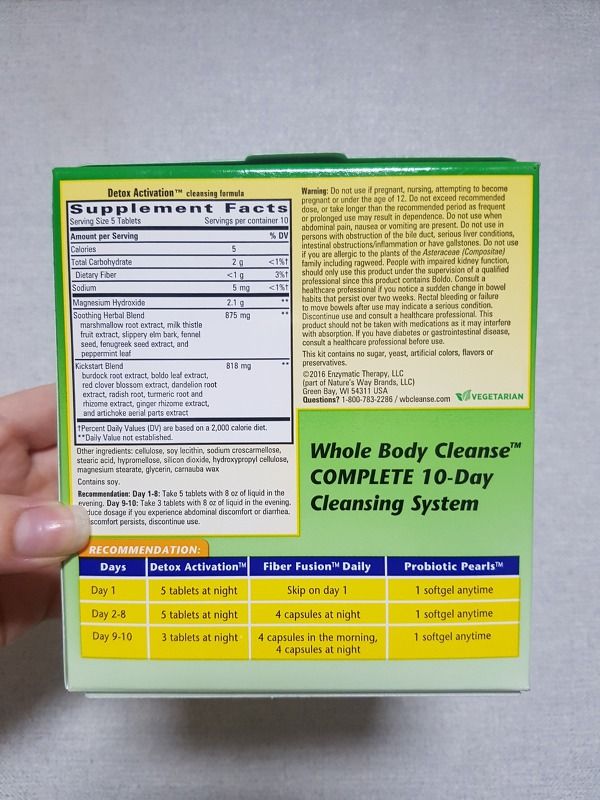 Detox Activation™ cleansing formula
Supplement Facts
Serving Size 5 Tablets Servings per container 10
Amount per Serving % DV
Calories 5
Total Carbohydrate 2 g <1%†
Dietary Fiber <1 g 3%†
Sodium 5 mg <1%†
Magnesium Hydroxide 2.1 g **
Soothing Herbal Blend 875 mg **
marshmallow root extract, milk thistle
fruit extract, slippery elm bark, fennel
seed, fenugreek seed extract, and
peppermint leaf
Kickstart Blend 818 mg **
burdock root extract, boldo leaf extract,
red clover blossom extract, dandelion root
extract, radish root, turmeric root and
rhizome extract, ginger rhizome extract,
and artichoke aerial parts extract
†Percent Daily Values (DV) are based on a 2,000 calorie diet.
**Daily Value not established.
Other ingredients: cellulose, soy lecithin, sodium croscarmellose,
stearic acid, hypromellose, silicon dioxide, hydroxypropyl cellulose,
magnesium stearate, glycerin, carnauba wax
Contains soy.
Recommendation: Day 1-8: Take 5 tablets with 8 oz of liquid in the
evening. Day 9-10: Take 3 tablets with 8 oz of liquid in the evening.
duce dosage if you experience abdominal discomfort or diarrhea.
scomfort persists, discontinue use.
Warning: Do not use if pregnant, nursing, attempting to become
pregnant or under the age of 12. Do not exceed recommended
dose, or take longer than the recommended period as frequent
or prolonged use may result in dependence. Do not use when
abdominal pain, nausea or vomiting are present. Do not use in
persons with obstruction of the bile duct, serious liver conditions,
intestinal obstructions/inflammation or have gallstones. Do not use
if you are allergic to the plants of the Asteraceae (Compositae)
family including ragweed. People with impaired kidney function,
should only use this product under the supervision of a qualified
professional since this product contains Boldo. Consult a
healthcare professional if you notice a sudden change in bowel
habits that persist over two weeks. Rectal bleeding or failure
to move bowels after use may indicate a serious condition.
Discontinue use and consult a healthcare professional. This
product should not be taken with medications as it may interfere
with absorption. If you have diabetes or gastrointestinal disease,
consult a healthcare professional before use.
This kit contains no sugar, yeast, artificial colors, flavors or
preservatives.
©2016 Enzymatic Therapy, LLC
(part of Nature's Way Brands, LLC)
Green Bay, WI 54311 USA
Questions? 1-800-783-2286 / wbcleanse.com VEGETARIAN
Whole Body Cleanse™
COMPLETE 10-Day
Cleansing System
RECOMMENDATION:
Days Detox Activation™ Fiber Fusion™ Daily Probiotic Pearls™
Day 1 5 tablets at night Skip on day 1 1 softgel anytime
Day 2-8 5 tablets at night 4 capsules at night 1 softgel anytime
Day 9-10 3 tablets at night 4 capsules in the morning, 1 softgel anytime
4 capsules at night